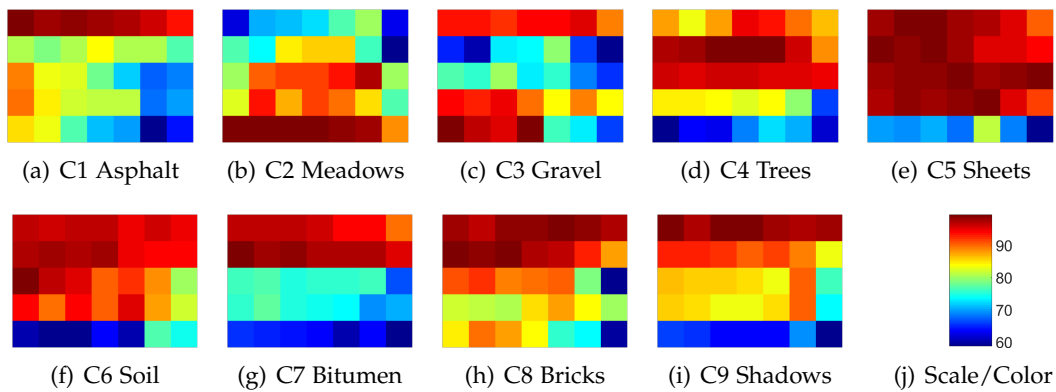 (a) C1 Asphalt
(b) C2 Meadows
(c) C3 Gravel
(d) C4 Trees
(e) C5 Sheets
90
80
70
60
(f) C6 Soil
(g) C7 Bitumen
(h) C8 Bricks
(i) C9 Shadows
(j) Scale/Color